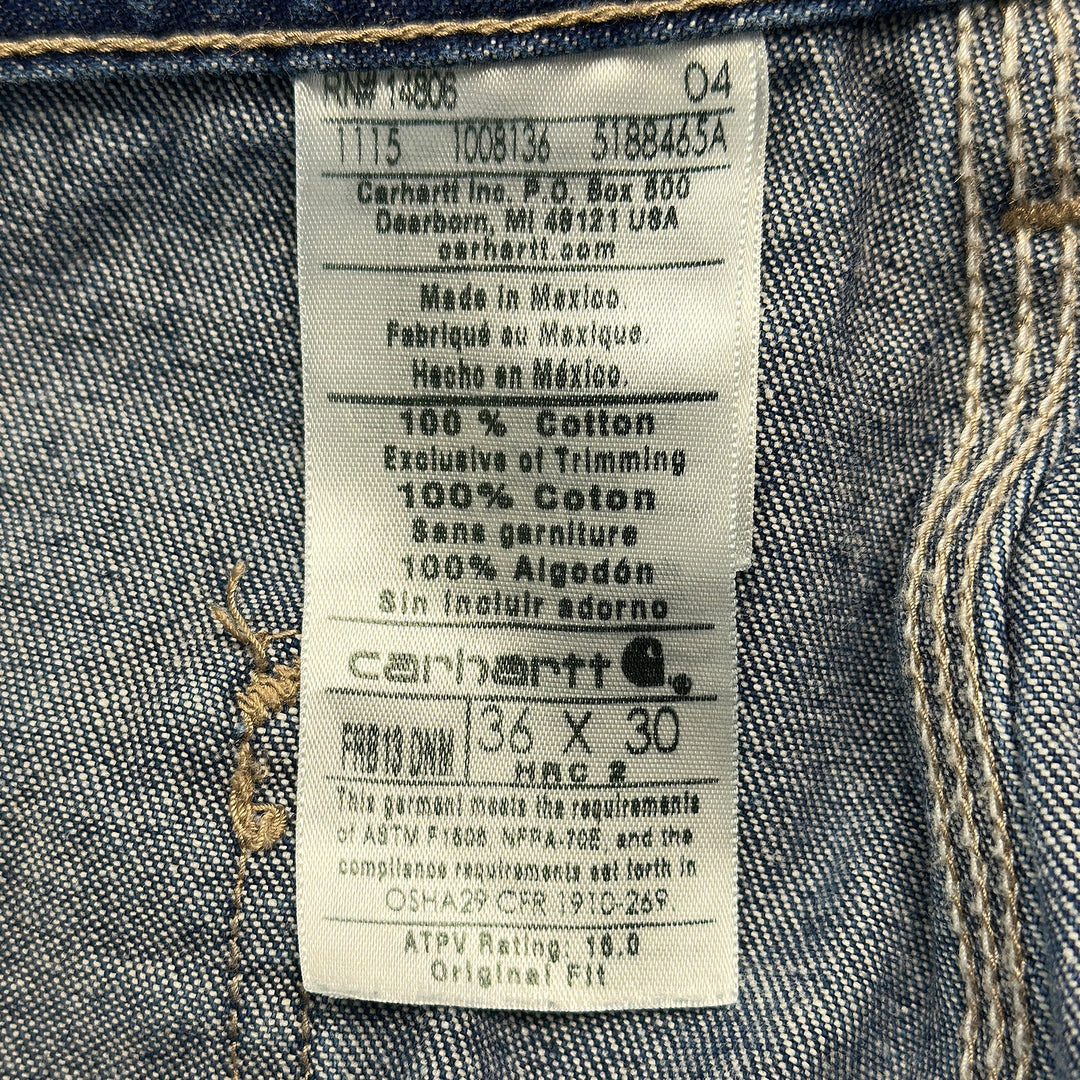 RN# 14806 04
1115 1008136 5188465A
Carhartt Inc. P.O. Box 600
Dearborn, MI 48121 USA
carhartt.com
Made in Mexico.
Fabriqué au Mexique.
Hecho en México.
100 % Cotton
Exclusive of Trimming
100% Coton
Sans garniture
100% Algodón
Sin incluir adorno
carhartt ®
FRB13 DNM 36 X 30
HRC 2
This garment meets the requirements
of ASTM F1506, NFPA-70E, and the
compliance requirements set forth in
OSHA29 CFR 1910-269
ATPV Rating: 16.0
Original Fit